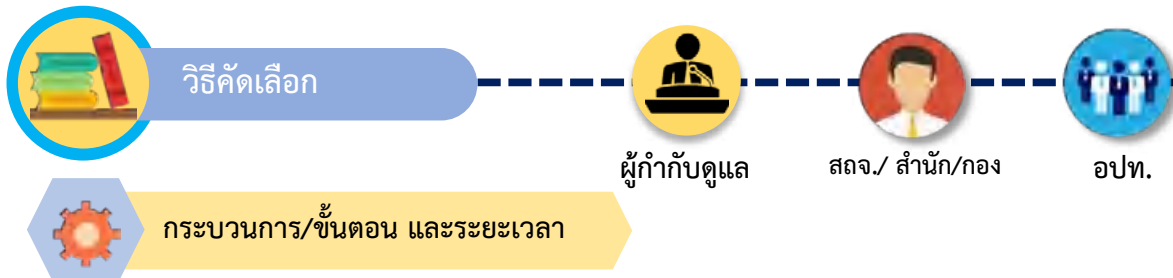 วิธีคัดเลือก
ผู้กำกับดูแล
สถจ./ สำนัก/กอง
อปท.
กระบวนการ/ขั้นตอน และระยะเวลา